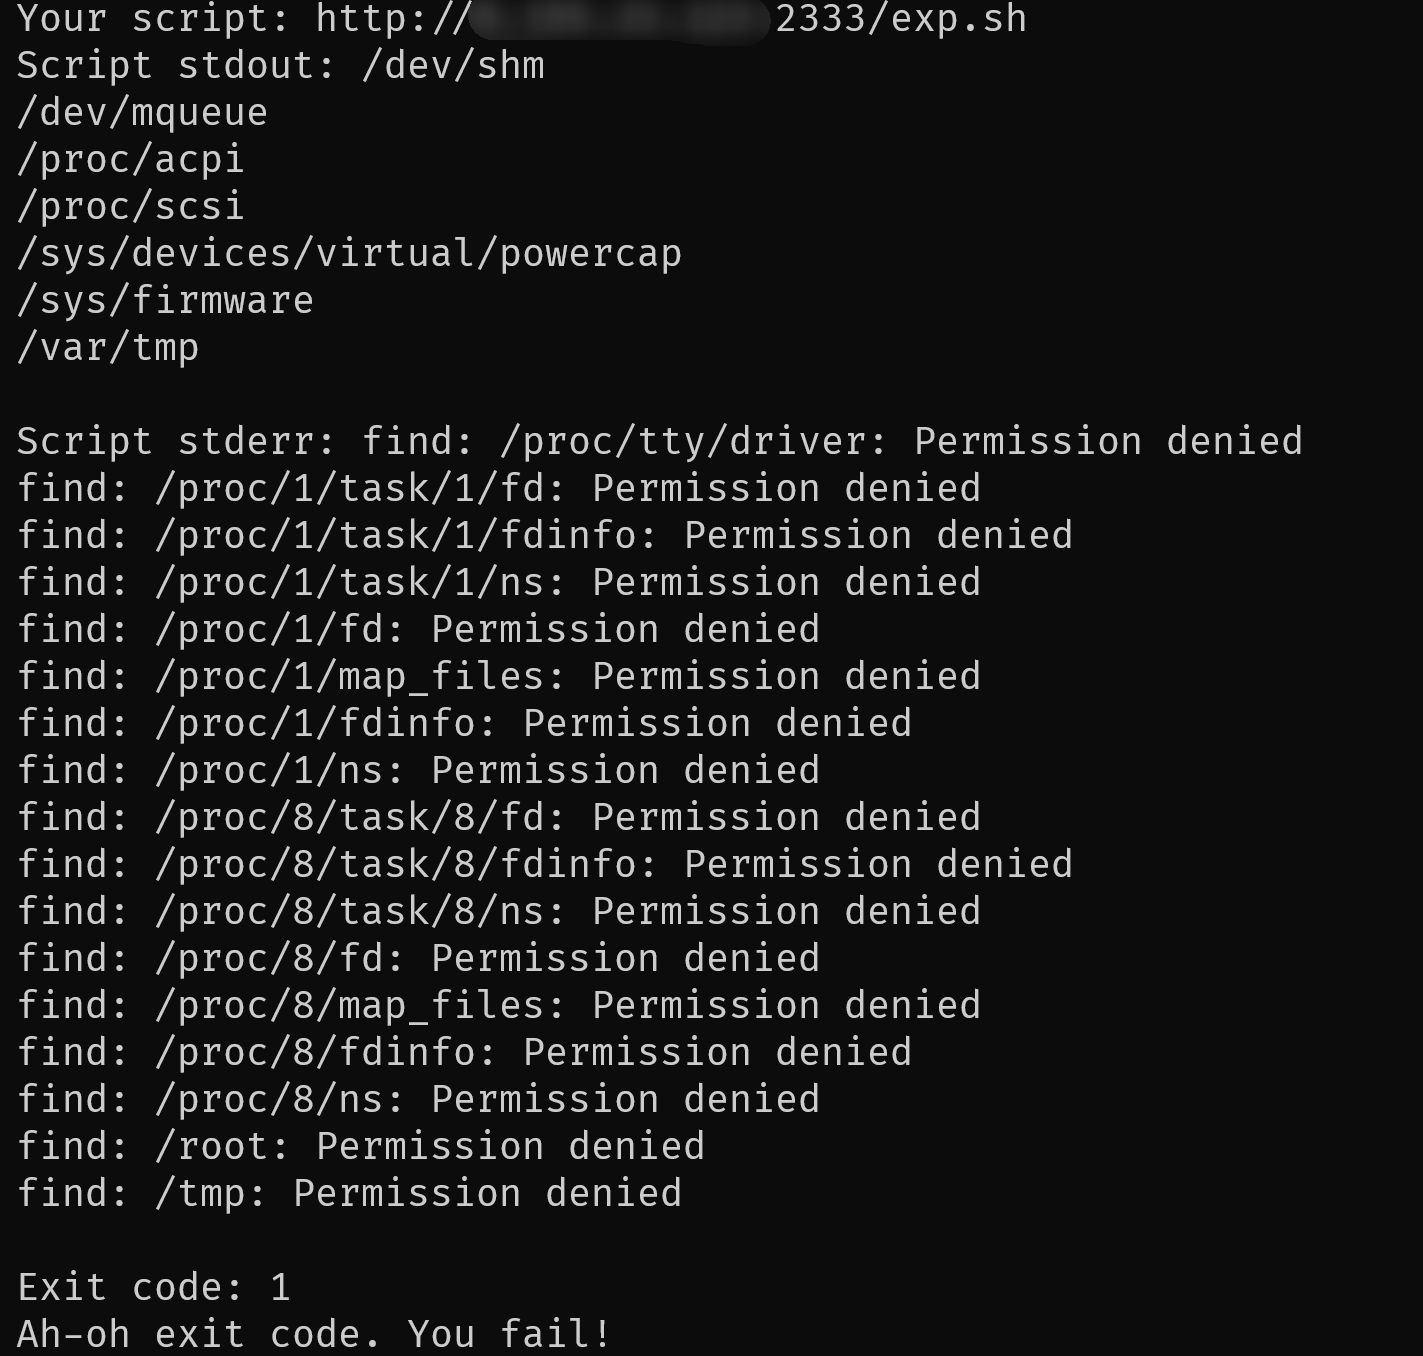 Your script: http:// 2333/exp.sh
Script stdout: /dev/shm
/dev/mqueue
/proc/acpi
/proc/scsi
/sys/devices/virtual/powercap
/sys/firmware
/var/tmp
Script stderr: find: /proc/tty/driver: Permission denied
find: /proc/1/task/1/fd: Permission denied
find: /proc/1/task/1/fdinfo: Permission denied
find: /proc/1/task/1/ns: Permission denied
find: /proc/1/fd: Permission denied
find: /proc/1/map_files: Permission denied
find: /proc/1/fdinfo: Permission denied
find: /proc/1/ns: Permission denied
find: /proc/8/task/8/fd: Permission denied
find: /proc/8/task/8/fdinfo: Permission denied
find: /proc/8/task/8/ns: Permission denied
find: /proc/8/fd: Permission denied
find: /proc/8/map_files: Permission denied
find: /proc/8/fdinfo: Permission denied
find: /proc/8/ns: Permission denied
find: /root: Permission denied
find: /tmp: Permission denied
Exit code: 1
Ah-oh exit code. You fail!